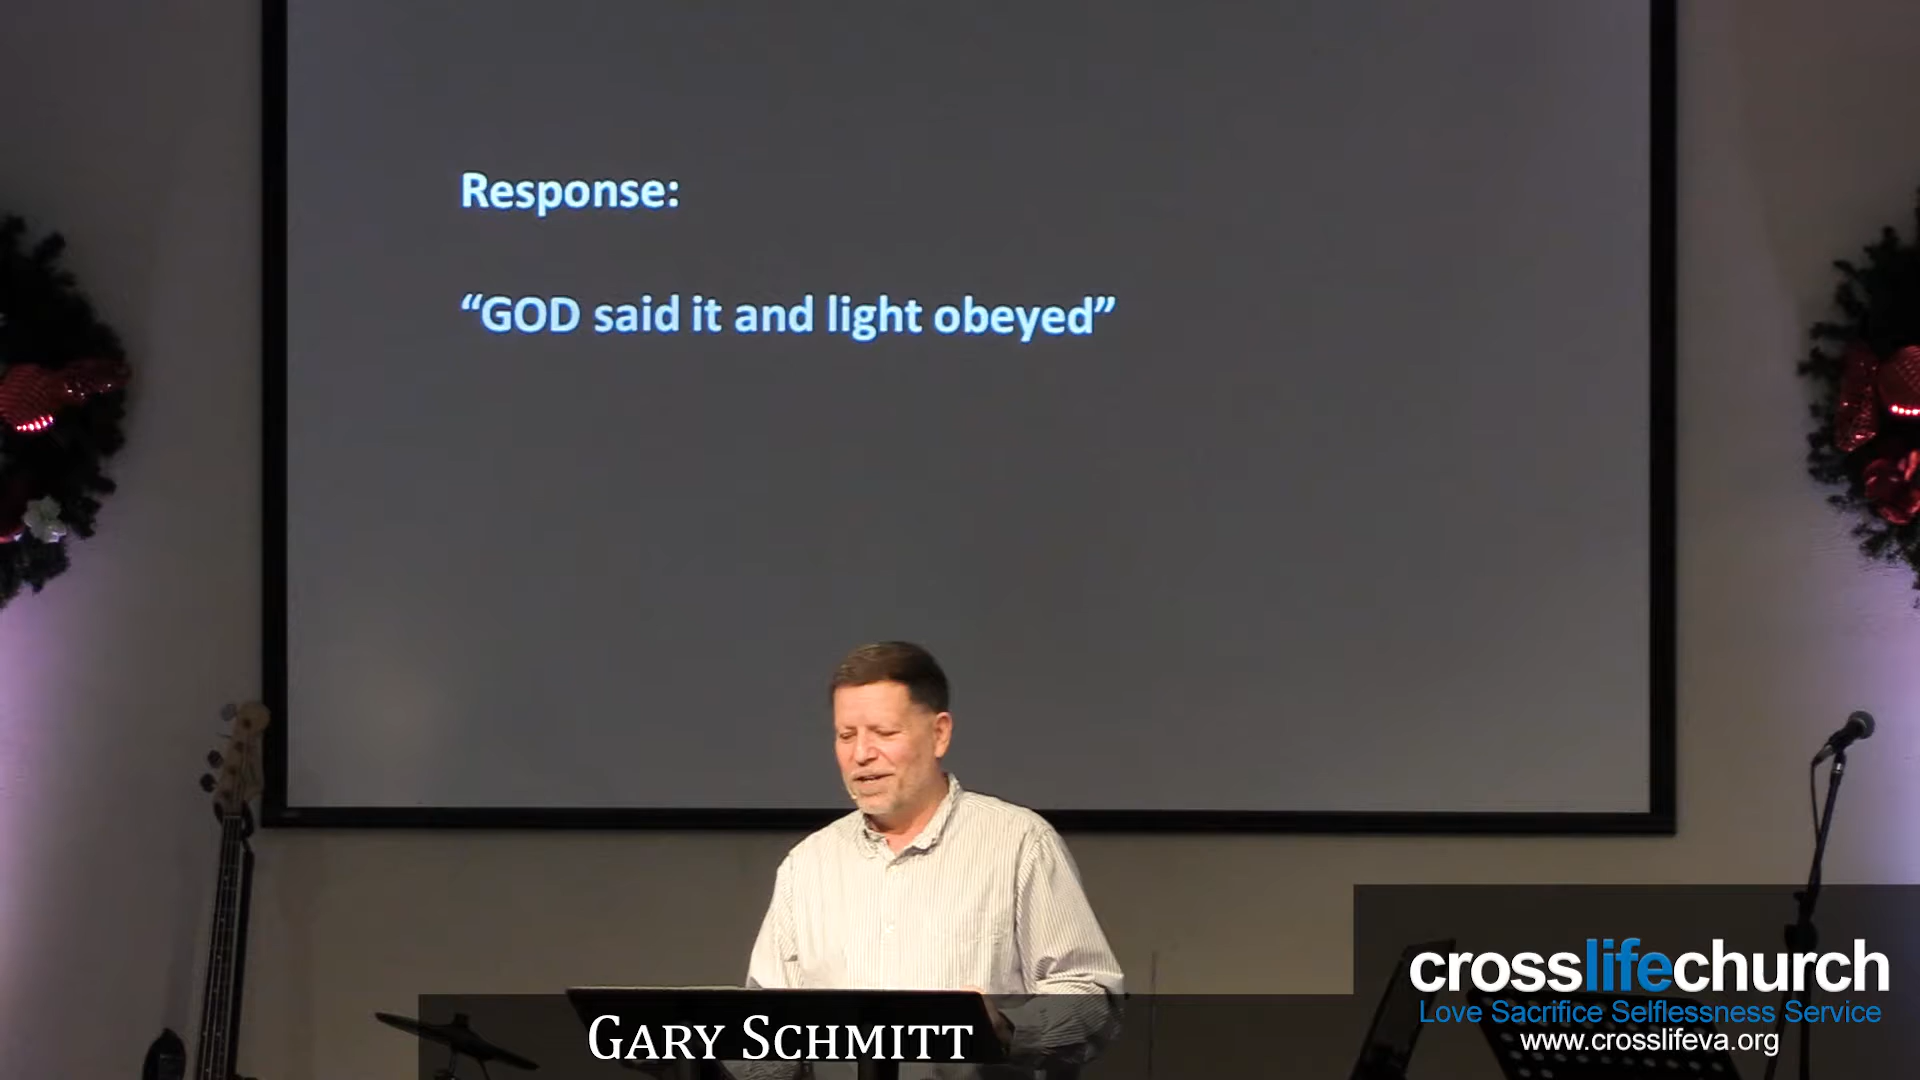 Response:
“GOD said it and light obeyed”
GARY SCHMITT
crosslifechurch
Love Sacrifice Selflessness Service
www.crosslifeva.org